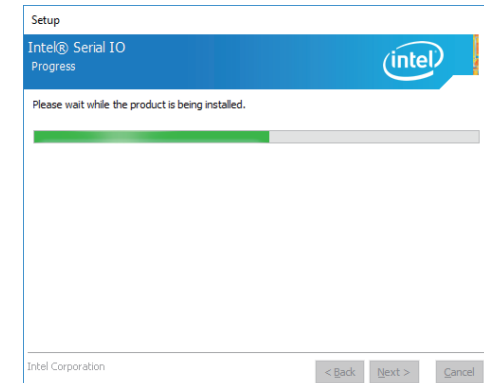 Setup
Intel® Serial IO
Progress
intel
Please wait while the product is being installed.
Intel Corporation
< Back Next > Cancel